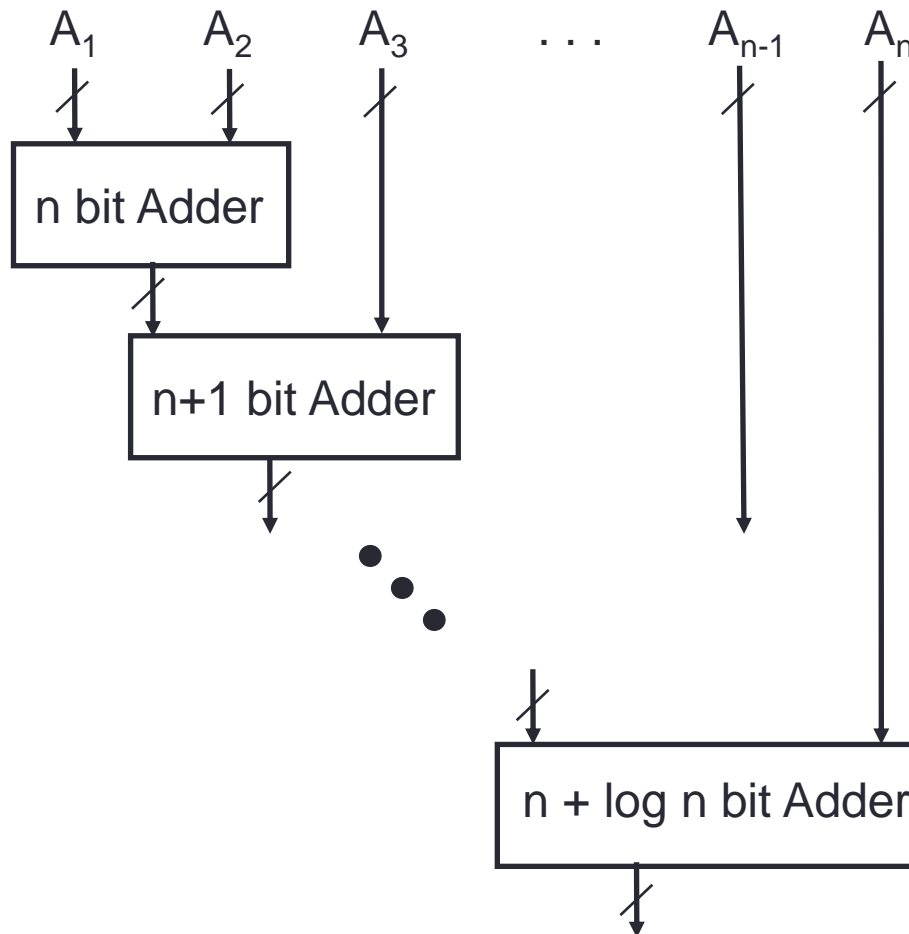 A₁ A₂ A₃ . . . Aₙ₋₁ Aₙ
n bit Adder
n+1 bit Adder
n + log n bit Adder